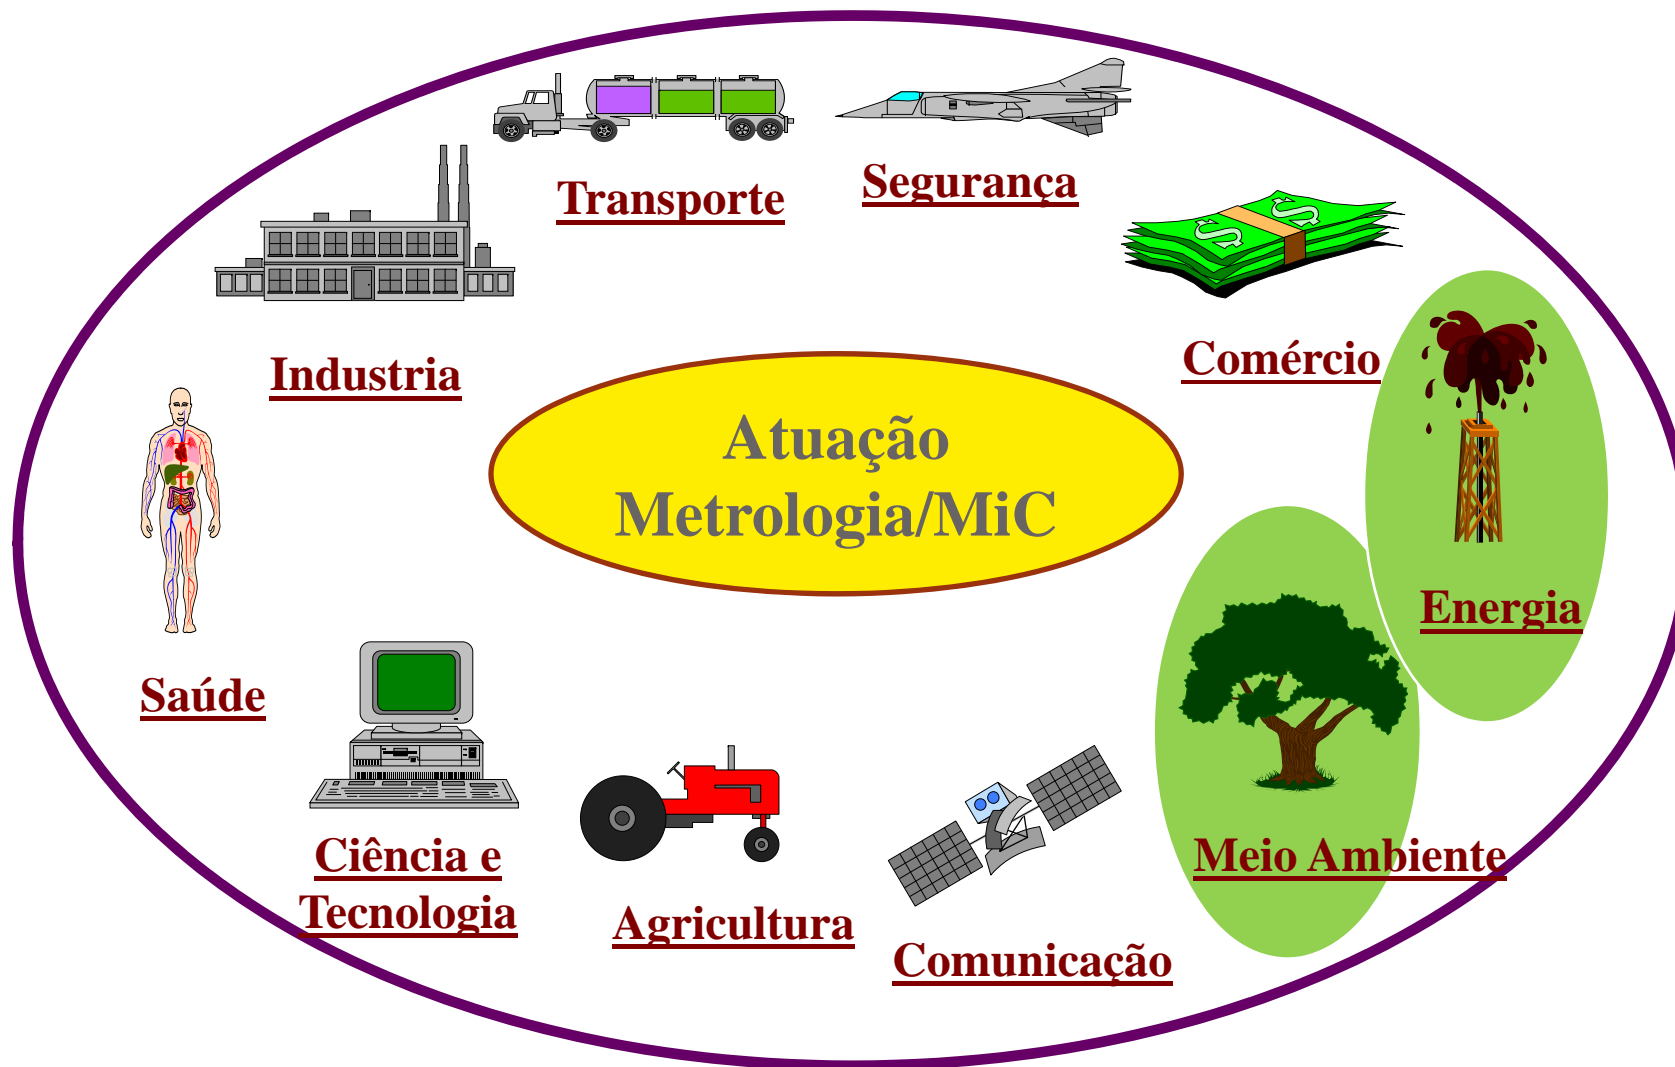 Transporte
Segurança
Industria
Comércio
Atuação
Metrologia/MiC
Energia
Saúde
Ciência e
Tecnologia
Agricultura
Comunicação
Meio Ambiente